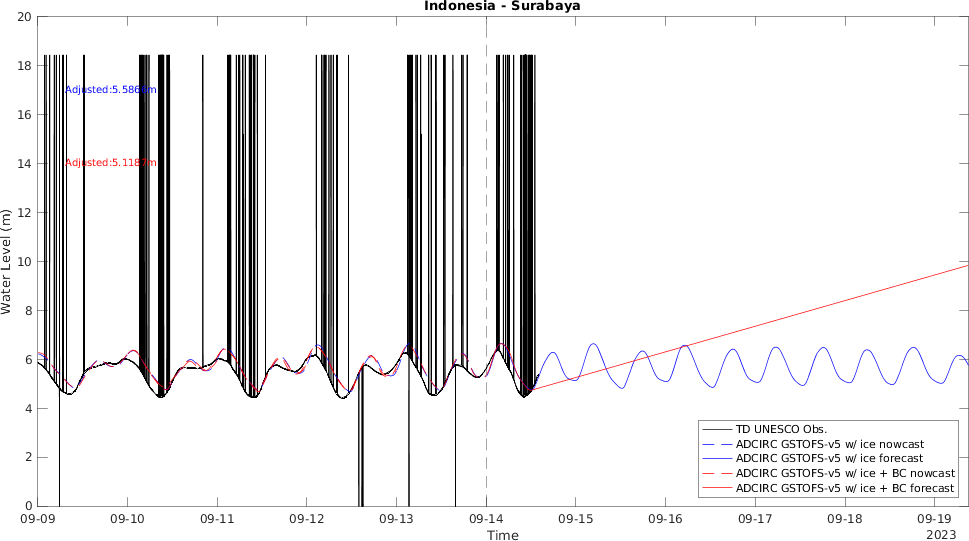 Indonesia - Surabaya
20
18
16
14
12
10
8
6
4
2
0
Water Level (m)
Adjusted:5.586 m
Adjusted:5.1187m
TD UNESCO Obs.
ADCIRC GSTOFS-v5 w/ ice nowcast
ADCIRC GSTOFS-v5 w/ ice forecast
ADCIRC GSTOFS-v5 w/ ice + BC nowcast
ADCIRC GSTOFS-v5 w/ ice + BC forecast
09-09 09-10 09-11 09-12 09-13 09-14 09-15 09-16 09-17 09-18 09-19
Time
2023